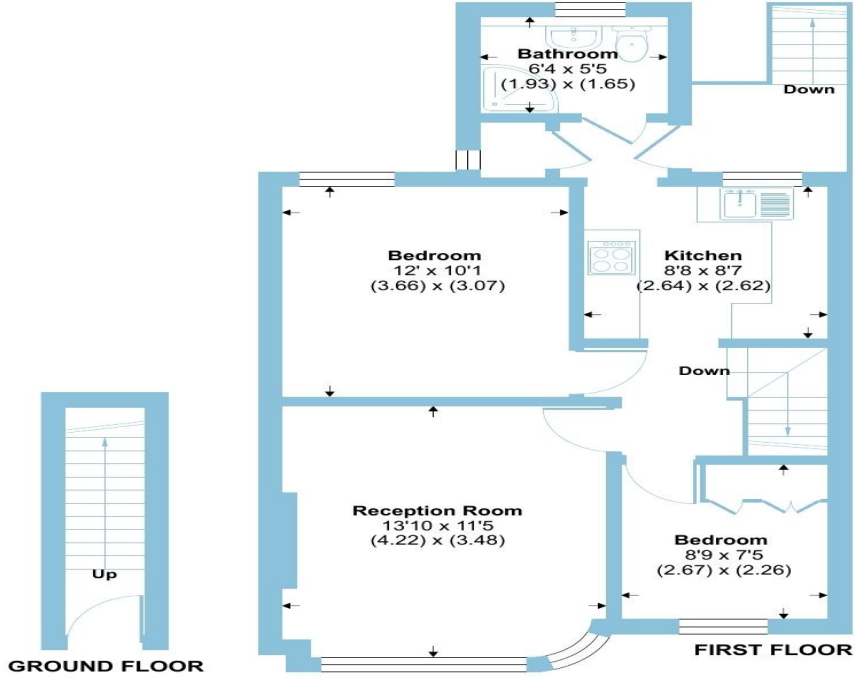 Bathroom
6'4 x 5'5
(1.93) x (1.65)
Down
Bedroom
12' x 10'1
(3.66) x (3.07)
Kitchen
8'8 x 8'7
(2.64) x (2.62)
Down
Reception Room
13'10 x 11'5
(4.22) x (3.48)
Bedroom
8'9 x 7'5
(2.67) x (2.26)
Up
GROUND FLOOR
FIRST FLOOR